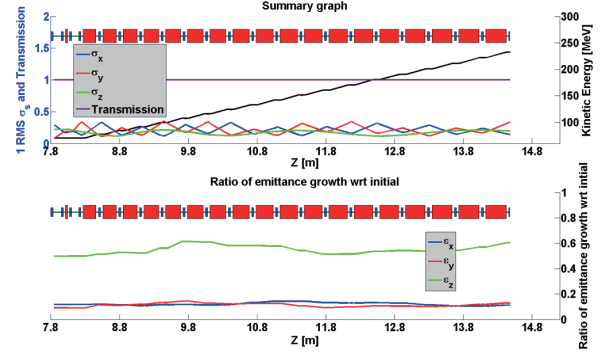 Summary graph
2
1.5
1
0.5
0
300
250
200
150
100
1 RMS σs and Transmission
Kinetic Energy [MeV]
σx
σy
σz
Transmission
7.8 8.8 9.8 10.8 11.8 12.8 13.8 14.8
Z [m]
Ratio of emittance growth wrt initial
1
0.8
0.6
0.4
0.2
0
Ratio of emittance growth wrt intial
εx
εy
εz
7.8 8.8 9.8 10.8 11.8 12.8 13.8 14.8
Z [m]